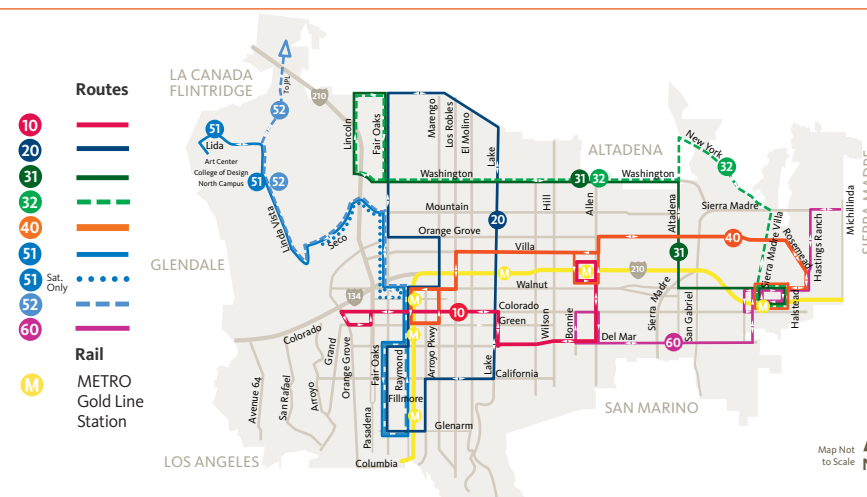 Routes
10
20
31
32
40
51
51 Sat.
Only
52
60
Rail
M METRO
Gold Line
Station
LA CANADA
FLINTRIDGE
To JPL
210
52
51
Lida
Art Center
College of Design
North Campus
51
52
Linda Vista
Seco
GLENDALE
Lincoln
Fair Oaks
Marengo
Los Robles
El Molino
Lake
ALTADENA
New York
32
Washington
31
32
Washington
Mountain
Hill
Allen
Altadena
Sierra Madre
Orange Grove
20
Villa
40
31
Sierra Madre Villa
Rosemead
Hastings Ranch
Michillinda
SIERRA MADRE
M
M
210
Walnut
134
M
Colorado
10
Green
Colorado
M
Wilson
Bonnie
Sierra Madre
San Gabriel
M
Halstead
Del Mar
60
Grand
Orange Grove
Fair Oaks
Raymond
Arroyo Pkwy
Lake
California
Avenue 64
San Rafael
Arroyo
Pasadena
Fillmore
M
Glenarm
SAN MARINO
LOS ANGELES
Columbia
Map Not
to Scale